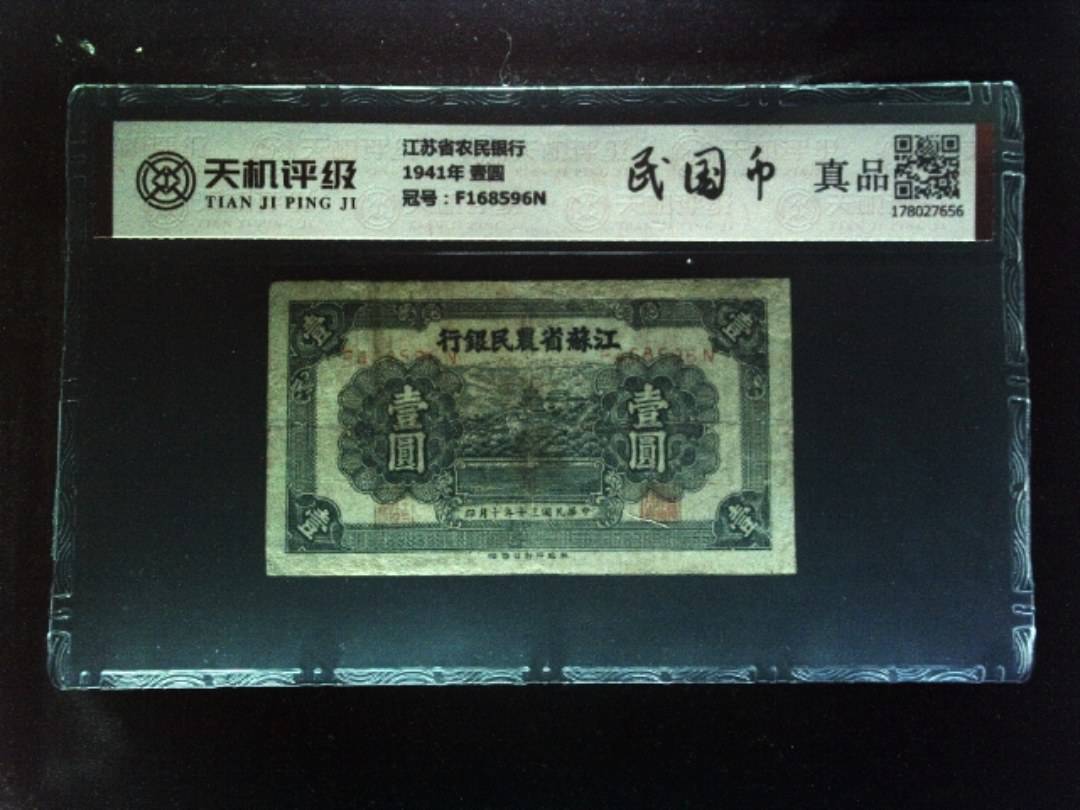 天机评级
TIAN JI PING JI
江苏省农民银行
1941年 壹圆
冠号：F168596N
民国币
真品
178027656
江蘇省農民銀行
壹
壹
壹圓
壹圓
中華民國三十年十月印
壹
壹